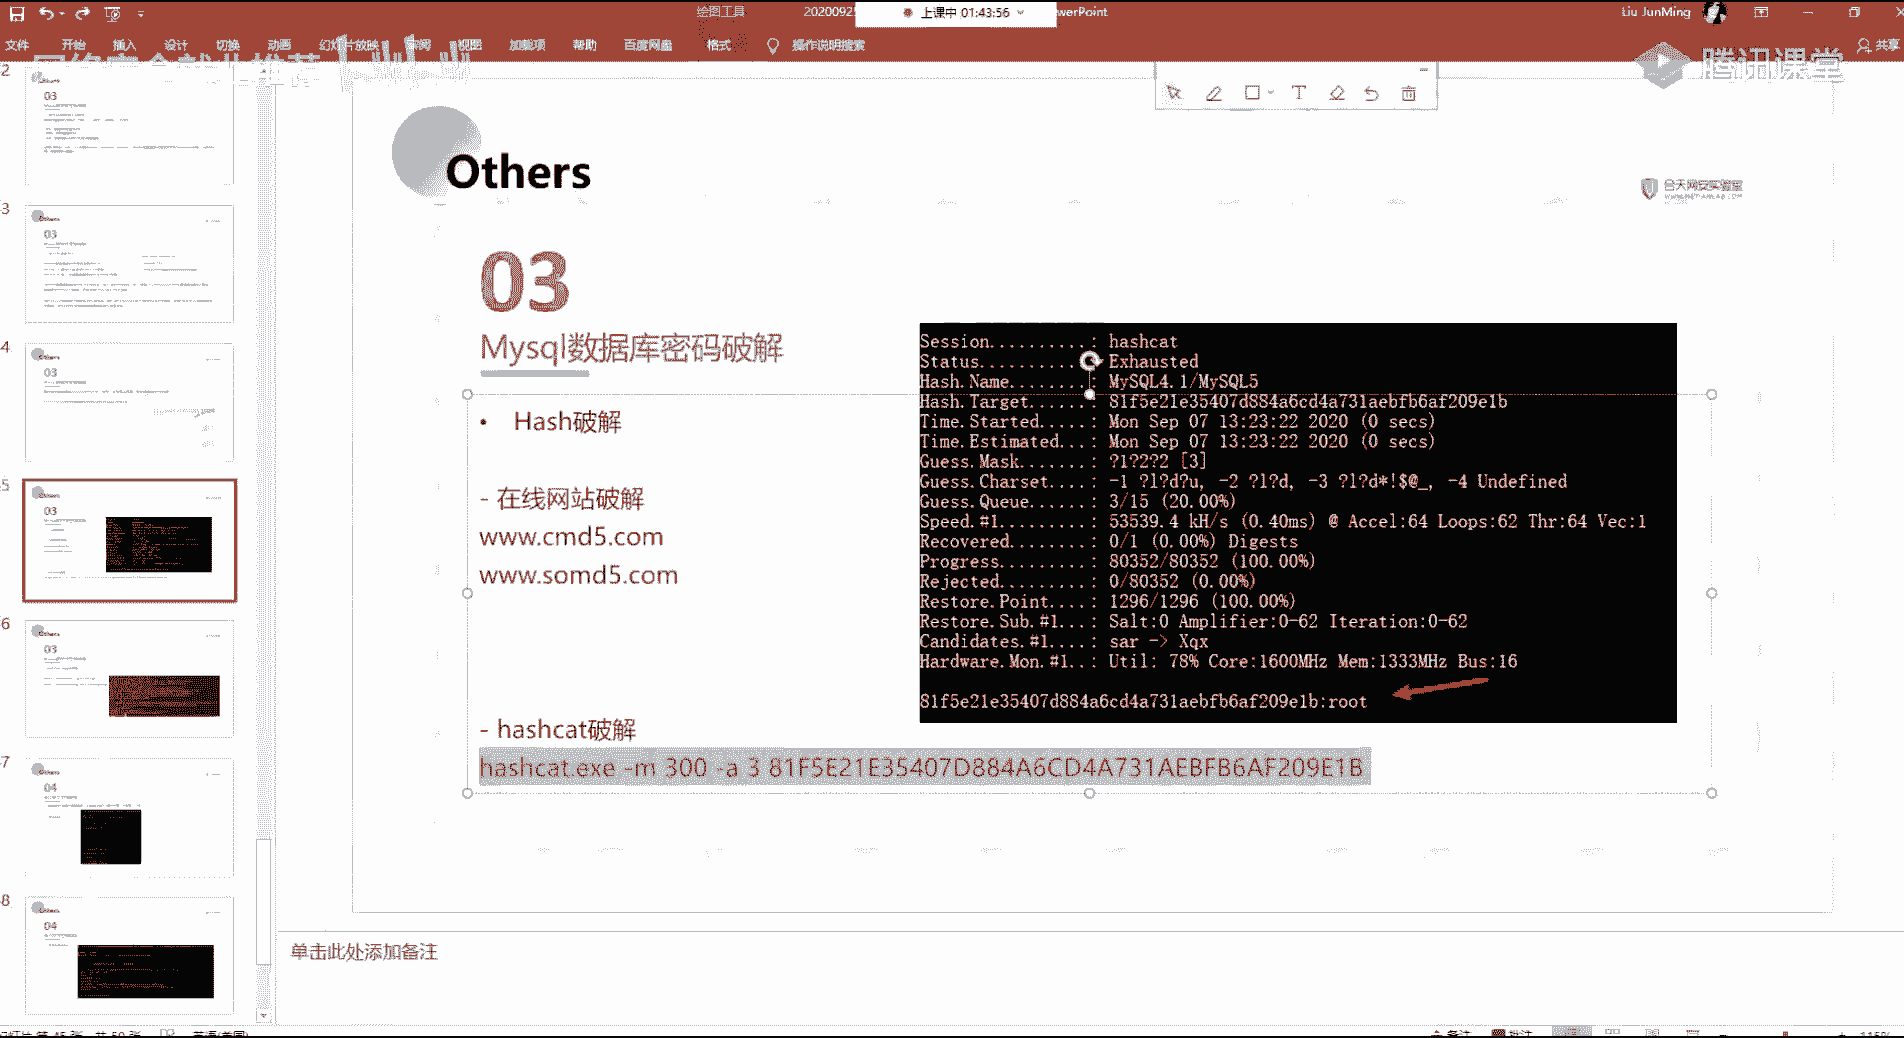 绘图工具
20200925
上课中 01:43:56
werPoint
Liu JunMing
文件 开始 插入 设计 切换 动画 幻灯片放映 审阅 视图 加载项 帮助 百度网盘 格式 操作说明搜索 共享
腾讯课堂
Others
合天网安实验室
03
Mysql数据库密码破解
• Hash破解
- 在线网站破解
www.cmd5.com
www.somd5.com
- hashcat破解
hashcat.exe -m 300 -a 3 81F5E21E35407D884A6CD4A731AEBFB6AF209E1B
Session..........: hashcat
Status...........: Exhausted
Hash.Name........: MySQL4.1/MySQL5
Hash.Target......: 81f5e21e35407d884a6cd4a731aebfb6af209e1b
Time.Started.....: Mon Sep 07 13:23:22 2020 (0 secs)
Time.Estimated...: Mon Sep 07 13:23:22 2020 (0 secs)
Guess.Mask.......: ?1?2?2 [3]
Guess.Charset....: -1 ?l?d?u, -2 ?l?d, -3 ?l?d*!$@_, -4 Undefined
Guess.Queue......: 3/15 (20.00%)
Speed.#1.........: 53539.4 kH/s (0.40ms) @ Accel:64 Loops:62 Thr:64 Vec:1
Recovered........: 0/1 (0.00%) Digests
Progress.........: 80352/80352 (100.00%)
Rejected.........: 0/80352 (0.00%)
Restore.Point....: 1296/1296 (100.00%)
Restore.Sub.#1...: Salt:0 Amplifier:0-62 Iteration:0-62
Candidates.#1....: sar -> Xqx
Hardware.Mon.#1..: Util: 78% Core:1600MHz Mem:1333MHz Bus:16
81f5e21e35407d884a6cd4a731aebfb6af209e1b:root
单击此处添加备注